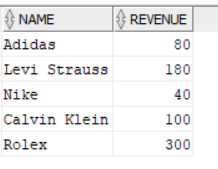 NAME REVENUE
Adidas 80
Levi Strauss 180
Nike 40
Calvin Klein 100
Rolex 300